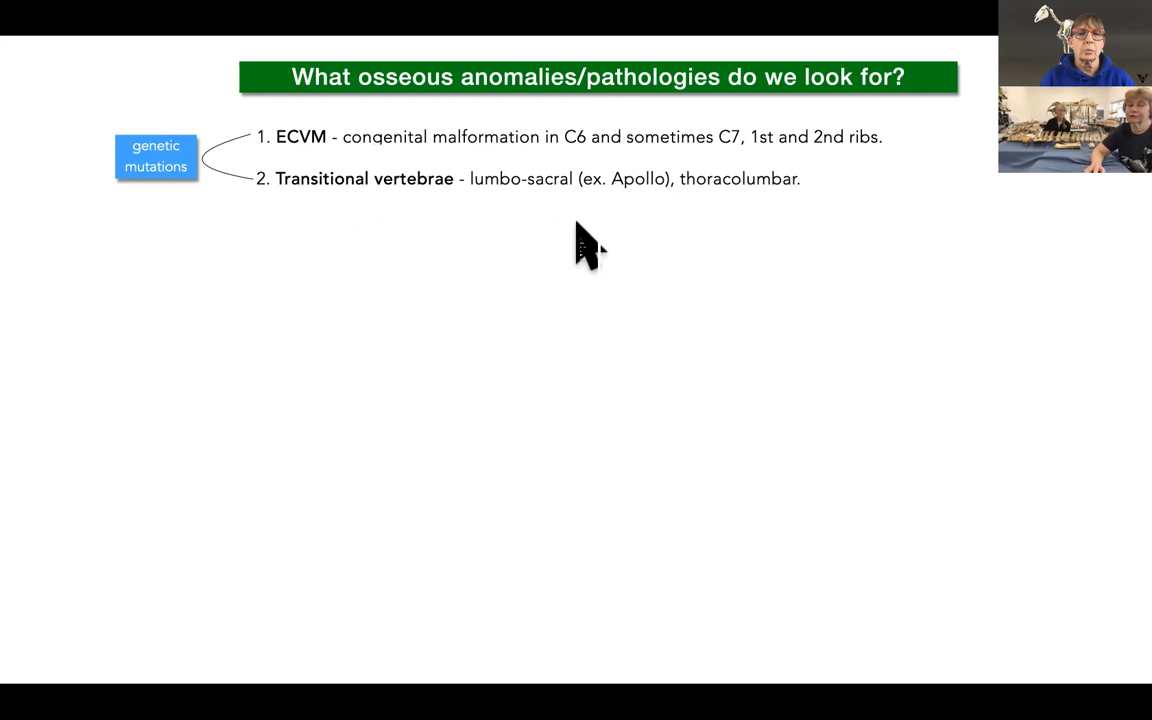 What osseous anomalies/pathologies do we look for?
genetic
mutations
1. ECVM - congenital malformation in C6 and sometimes C7, 1st and 2nd ribs.
2. Transitional vertebrae - lumbo-sacral (ex. Apollo), thoracolumbar.